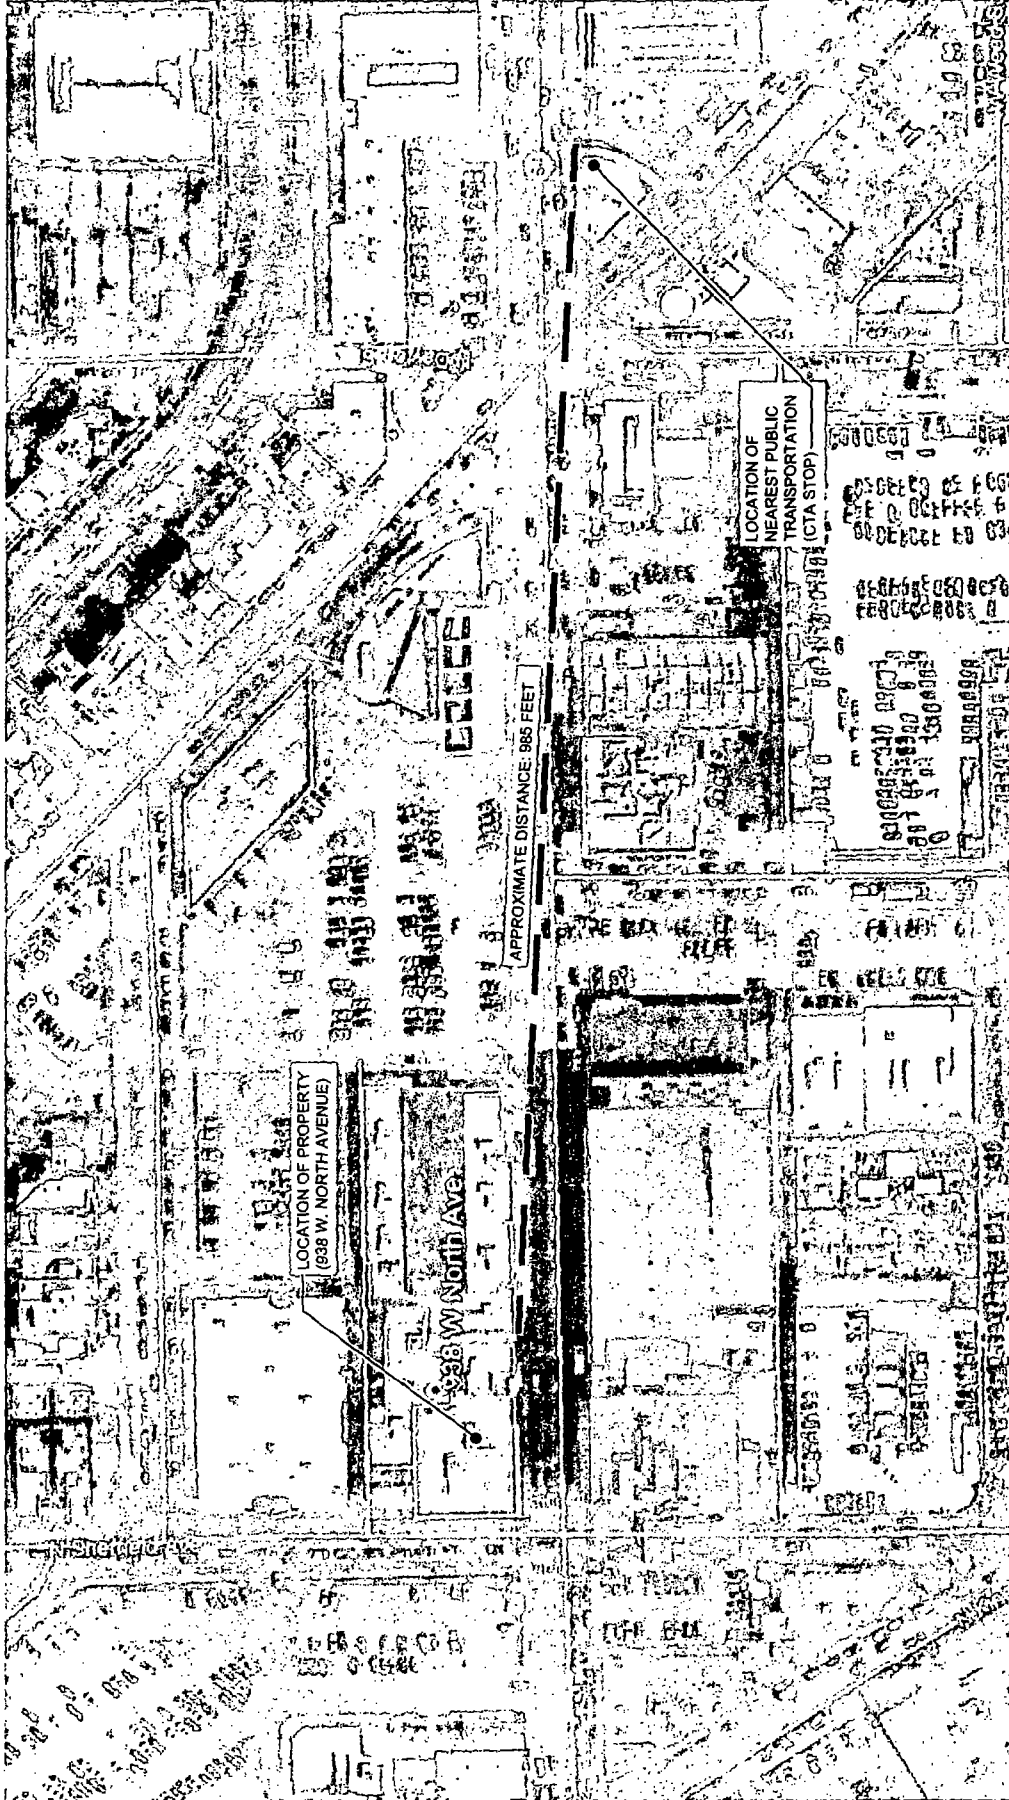 LOCATION OF PROPERTY
(938 W. NORTH AVENUE)
938 W North Ave
APPROXIMATE DISTANCE: 985 FEET
LOCATION OF
NEAREST PUBLIC
TRANSPORTATION
(CTA STOP)